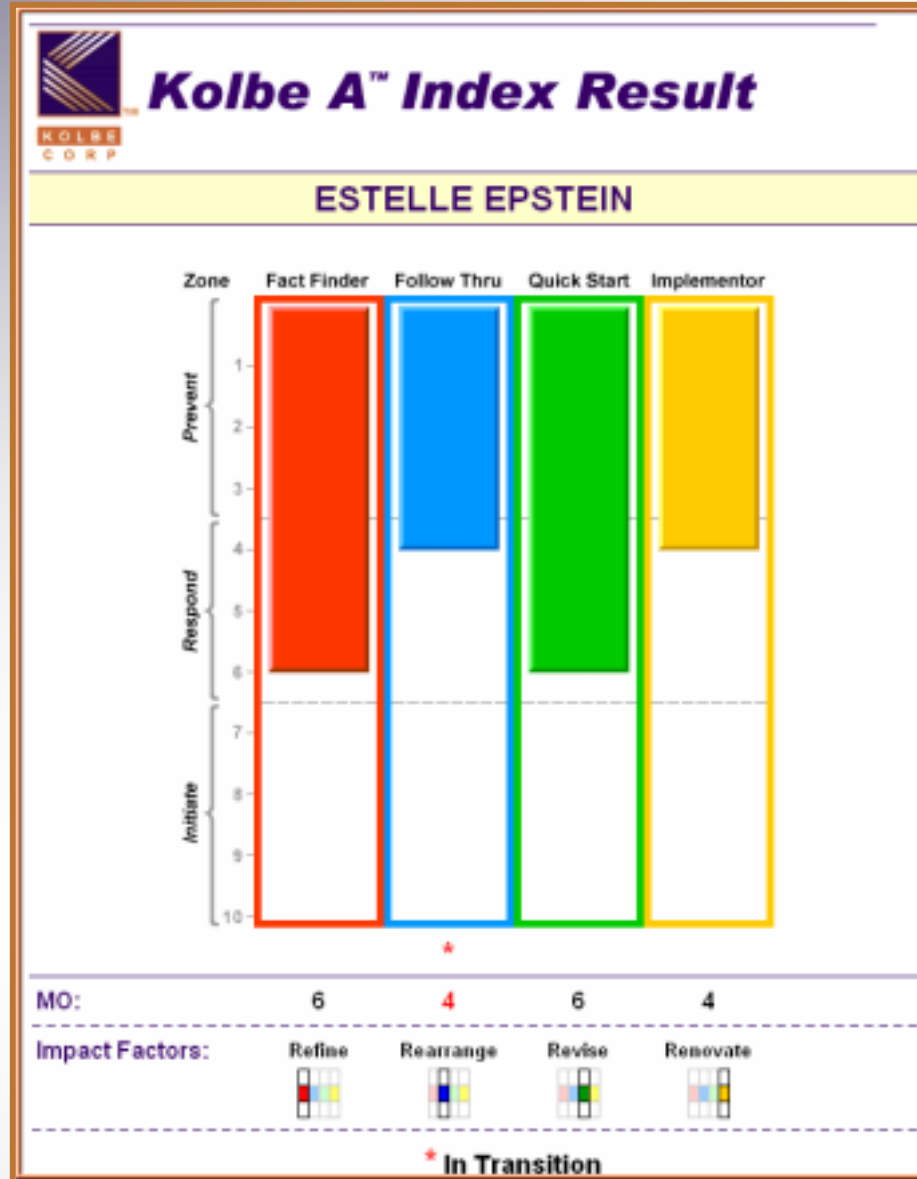 Kolbe A™ Index Result
KOLBE
CORP
TM
ESTELLE EPSTEIN
Zone Fact Finder Follow Thru Quick Start Implementor
Prevent
1
2
3
Respond
4
5
6
Initiate
7
8
9
10
*
MO: 6 4 6 4
Impact Factors: Refine Rearrange Revise Renovate
* In Transition